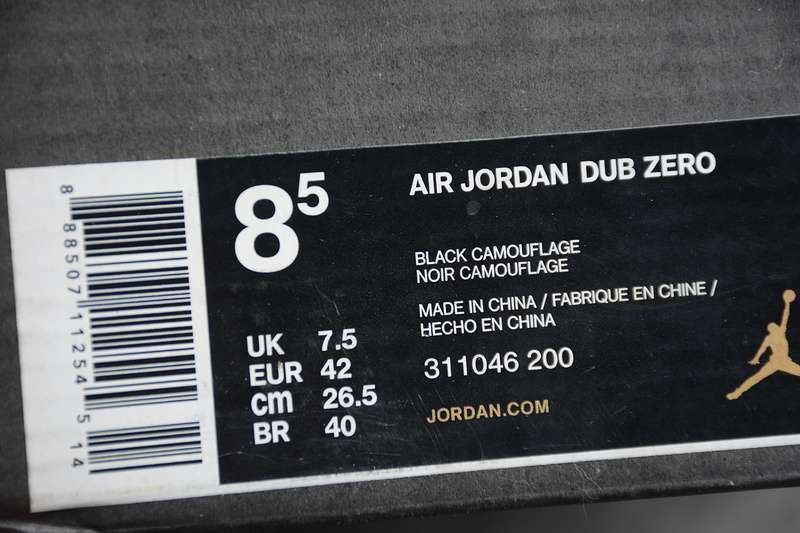 8 88507 11254 5 14
8⁵
UK 7.5
EUR 42
cm 26.5
BR 40
AIR JORDAN DUB ZERO
BLACK CAMOUFLAGE
NOIR CAMOUFLAGE
MADE IN CHINA / FABRIQUE EN CHINE /
HECHO EN CHINA
311046 200
JORDAN.COM